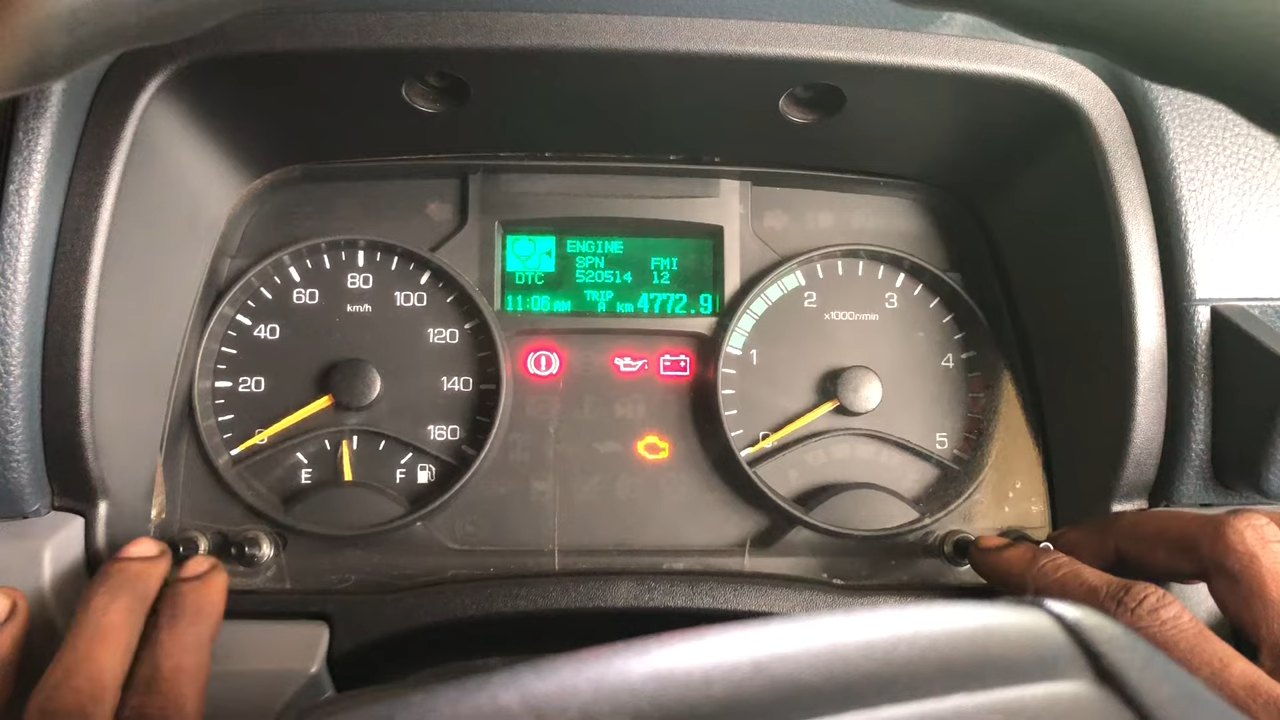 ENGINE
SPN FMI
DTC 520514 12
TRIP
11:06 AM A km 4772.9
0 20 40 60 80 100 120 140 160
km/h
E F
0 1 2 3 4 5
x1000r/min